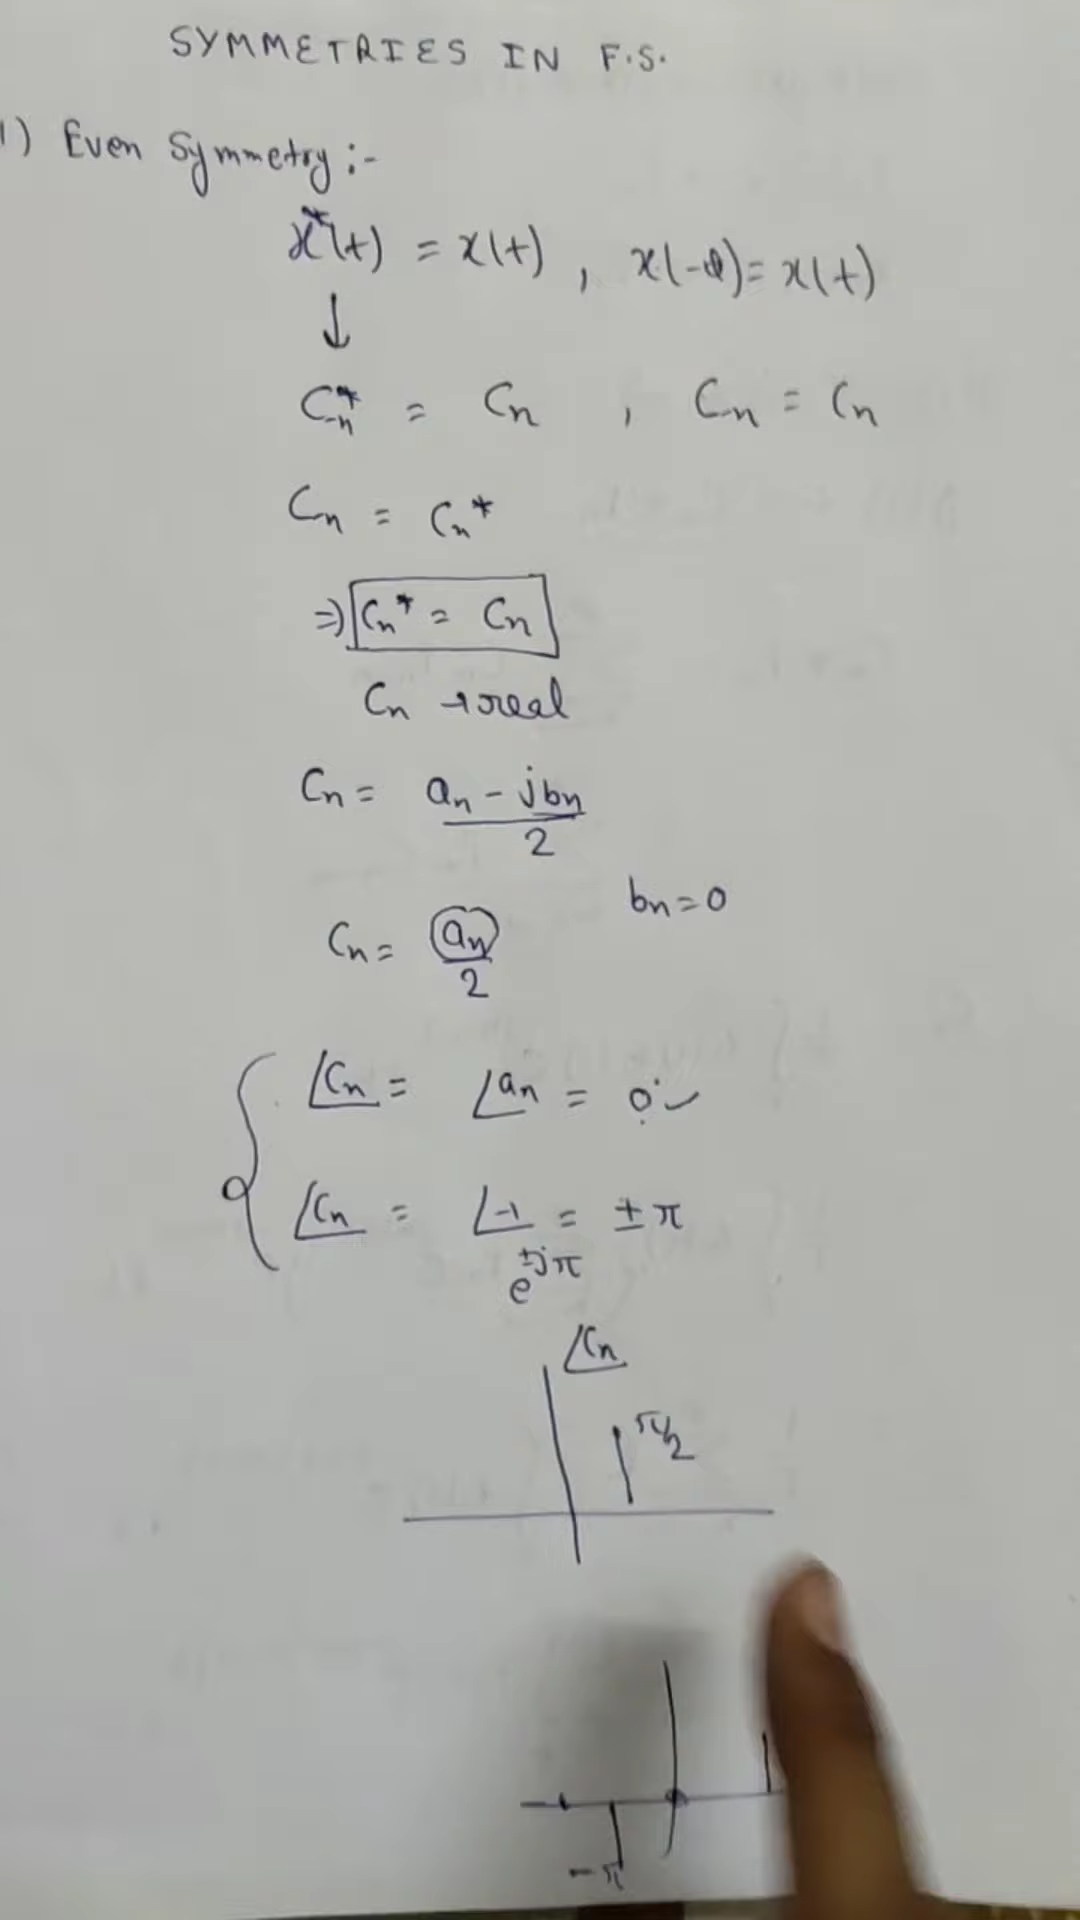 SYMMETRIES IN F.S.
1) Even Symmetry :-
x*(t) = x(t) , x(-t) = x(t)
↓
C-n* = Cn , C-n = Cn
Cn = Cn*
⇒ Cn* = Cn
Cn → real
Cn = an - jbn / 2
bn = 0
Cn = an / 2
∠Cn = ∠an = 0°
∠Cn = ∠-1 = ± π
e^±jπ
∠Cn
π/2
-π